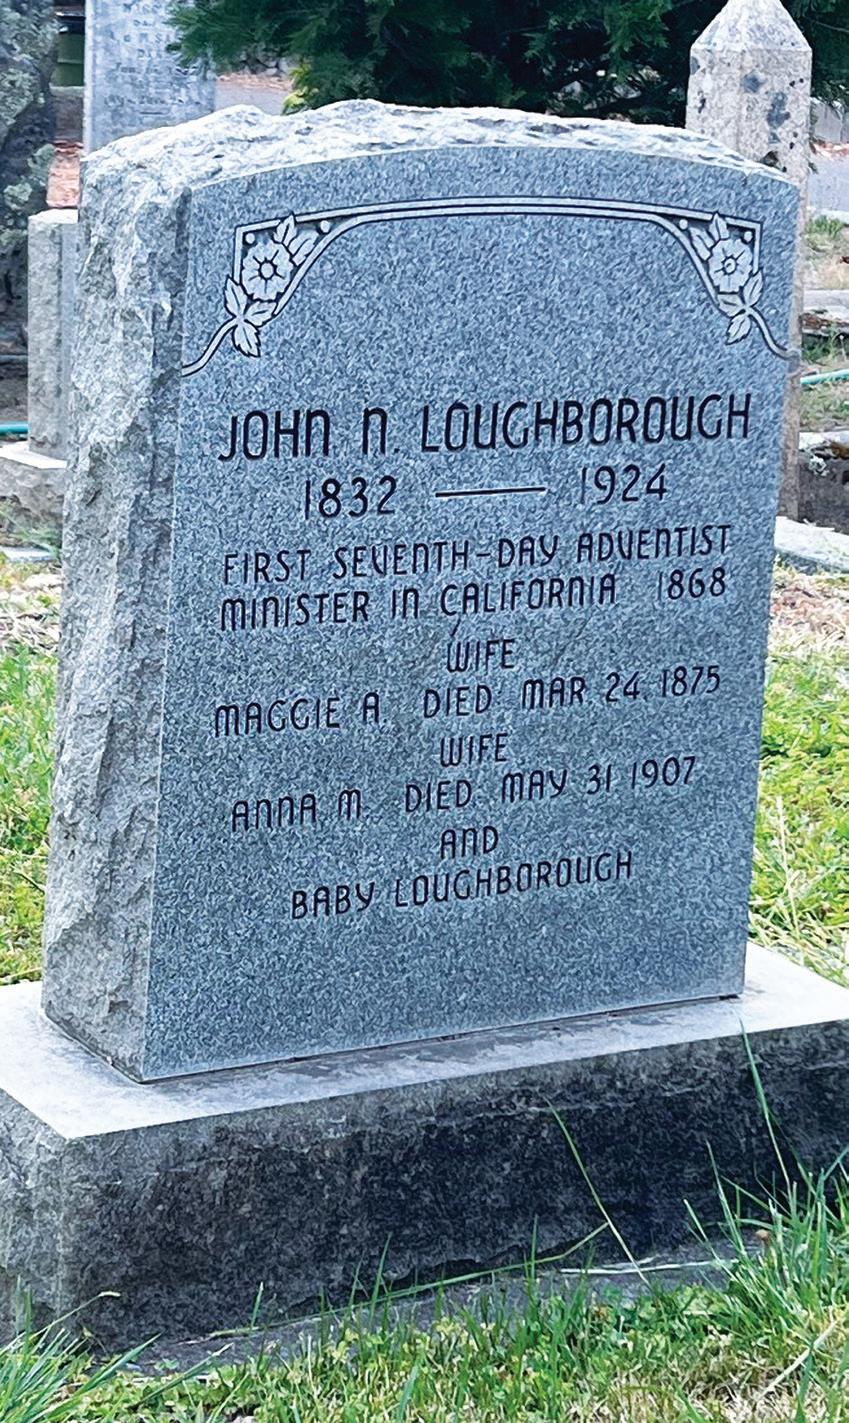 JOHN N. LOUGHBOROUGH
1832 — 1924
FIRST SEVENTH-DAY ADVENTIST
MINISTER IN CALIFORNIA 1868
WIFE
MAGGIE A. DIED MAR. 24, 1875
WIFE
ANNA M. DIED MAY 31 1907
AND
BABY LOUGHBOROUGH